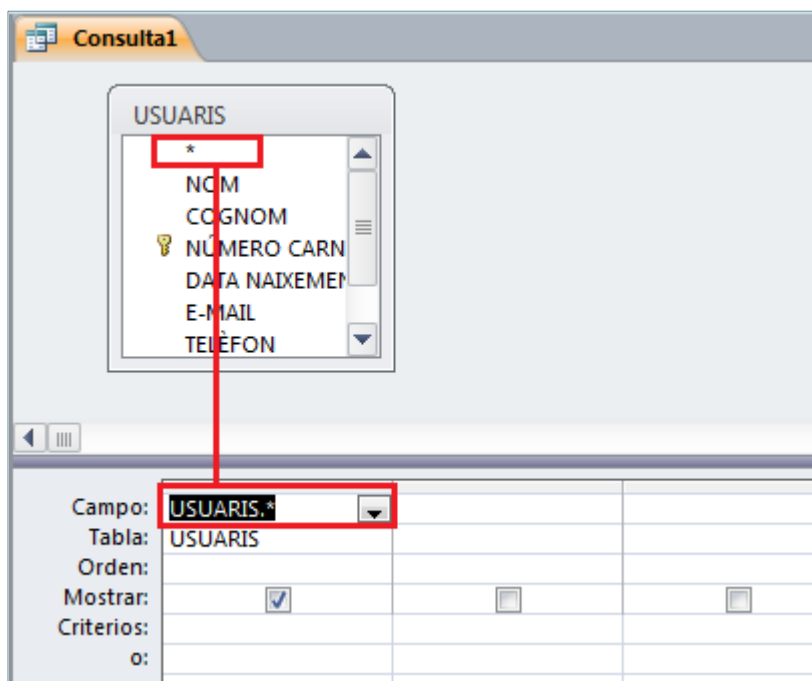 Consulta1
USUARIS
*
NOM
COGNOM
NÚMERO CARN
DATA NAIXEMEN
E-MAIL
TELÈFON
Campo: USUARIS.*
Tabla: USUARIS
Orden:
Mostrar:
Criterios:
o: